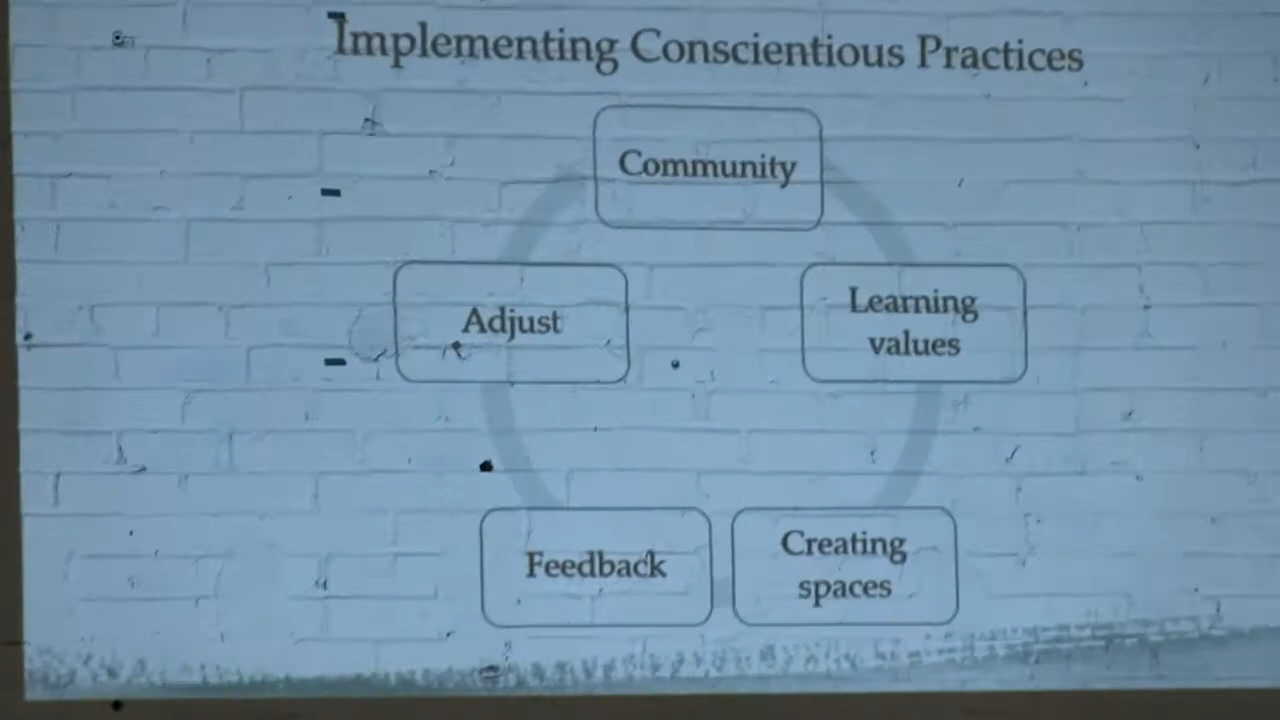 Implementing Conscientious Practices
Community
Adjust
Learning
values
Feedback
Creating
spaces